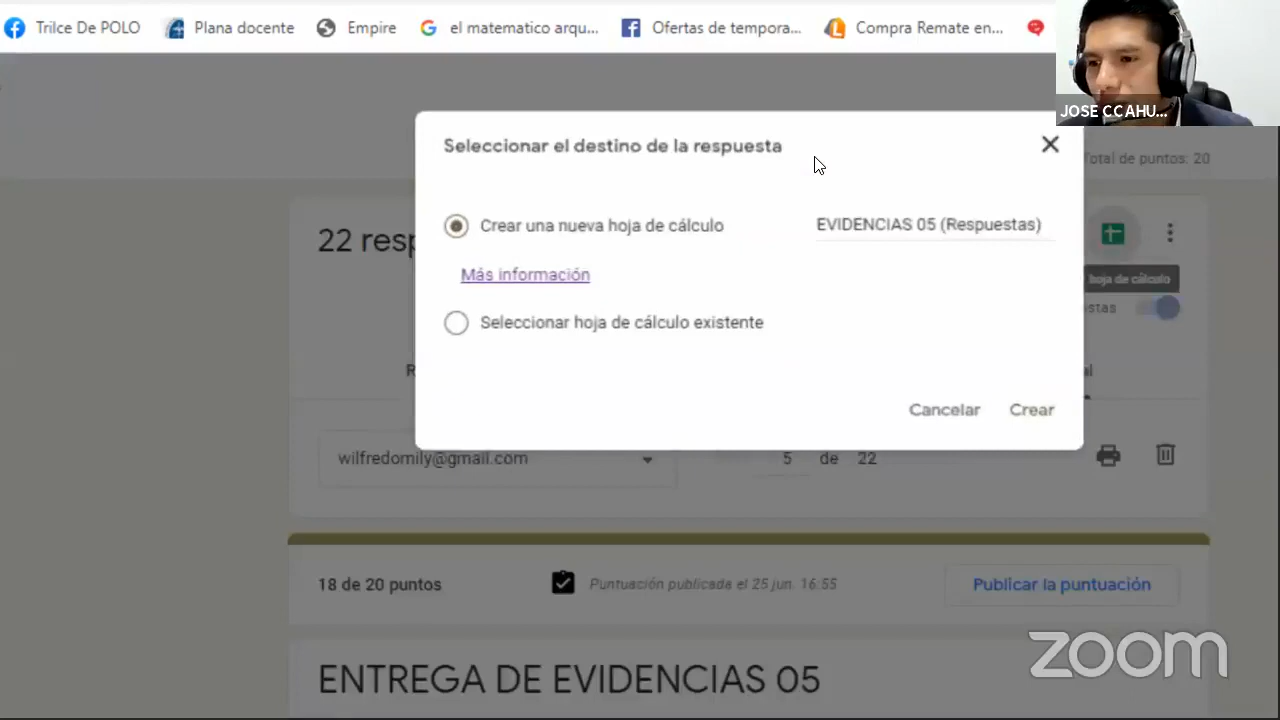 Trilce De POLO
Plana docente
Empire
el matematico arqu...
Ofertas de tempora...
Compra Remate en...
JOSE CCAHU...
Seleccionar el destino de la respuesta
Total de puntos: 20
22 resp
Crear una nueva hoja de cálculo
EVIDENCIAS 05 (Respuestas)
Más información
hoja de cálculo
stas
Seleccionar hoja de cálculo existente
R
al
Cancelar
Crear
wilfredomily@gmail.com
5 de 22
18 de 20 puntos
Puntuación publicada el 25 jun. 16:55
Publicar la puntuación
ENTREGA DE EVIDENCIAS 05
zoom